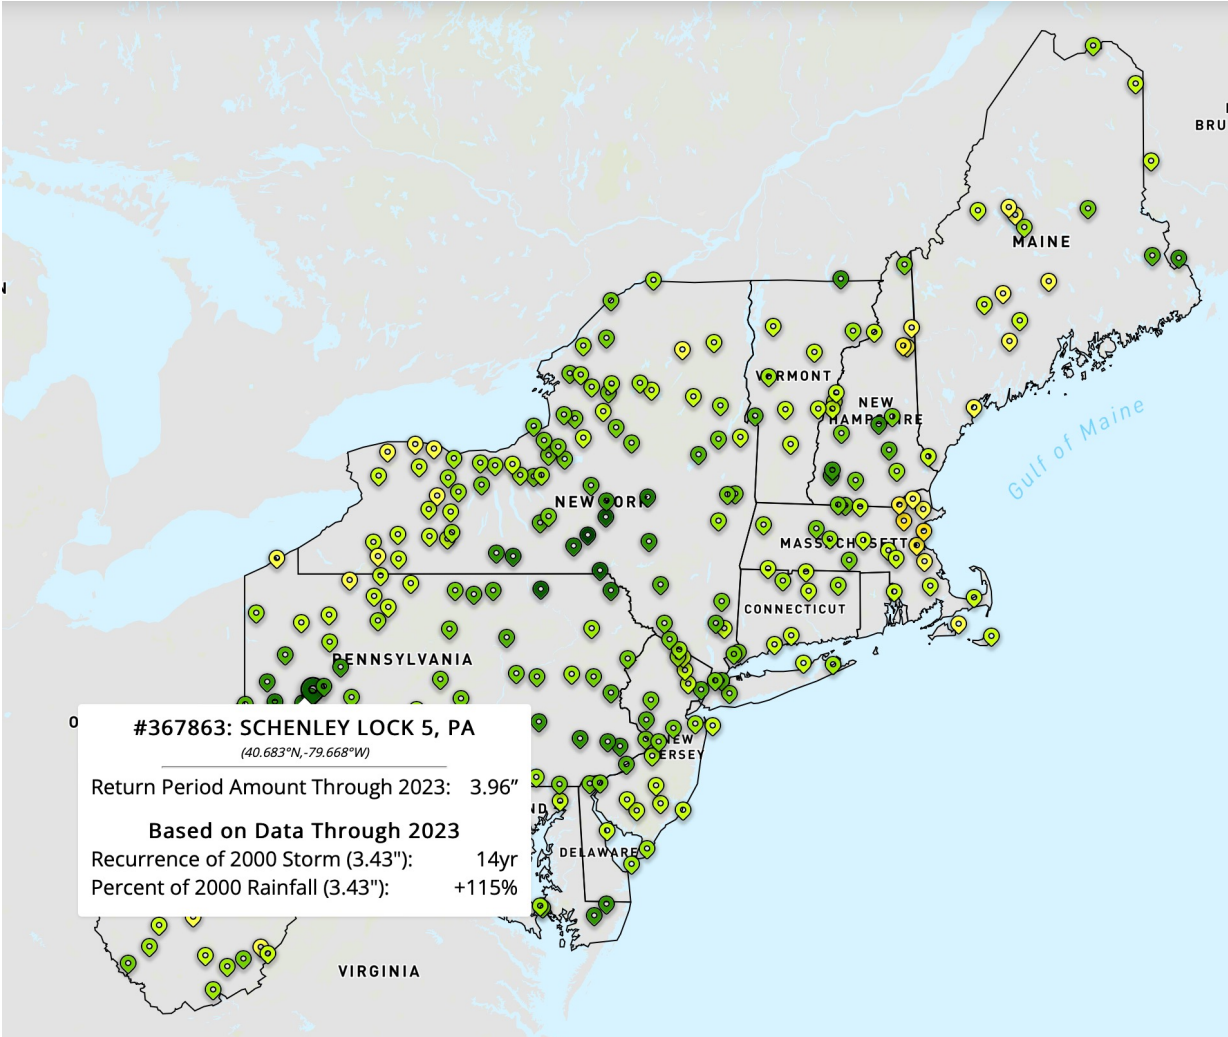 BRU
MAINE
Gulf of Maine
VERMONT
NEW
HAMPSHIRE
NEW YORK
MASSACHUSETT
CONNECTICUT
PENNSYLVANIA
O
#367863: SCHENLEY LOCK 5, PA
(40.683°N,-79.668°W)
Return Period Amount Through 2023: 3.96”
Based on Data Through 2023
Recurrence of 2000 Storm (3.43"): 14yr
Percent of 2000 Rainfall (3.43"): +115%
NEW
JERSEY
ND
DELAWARE
VIRGINIA